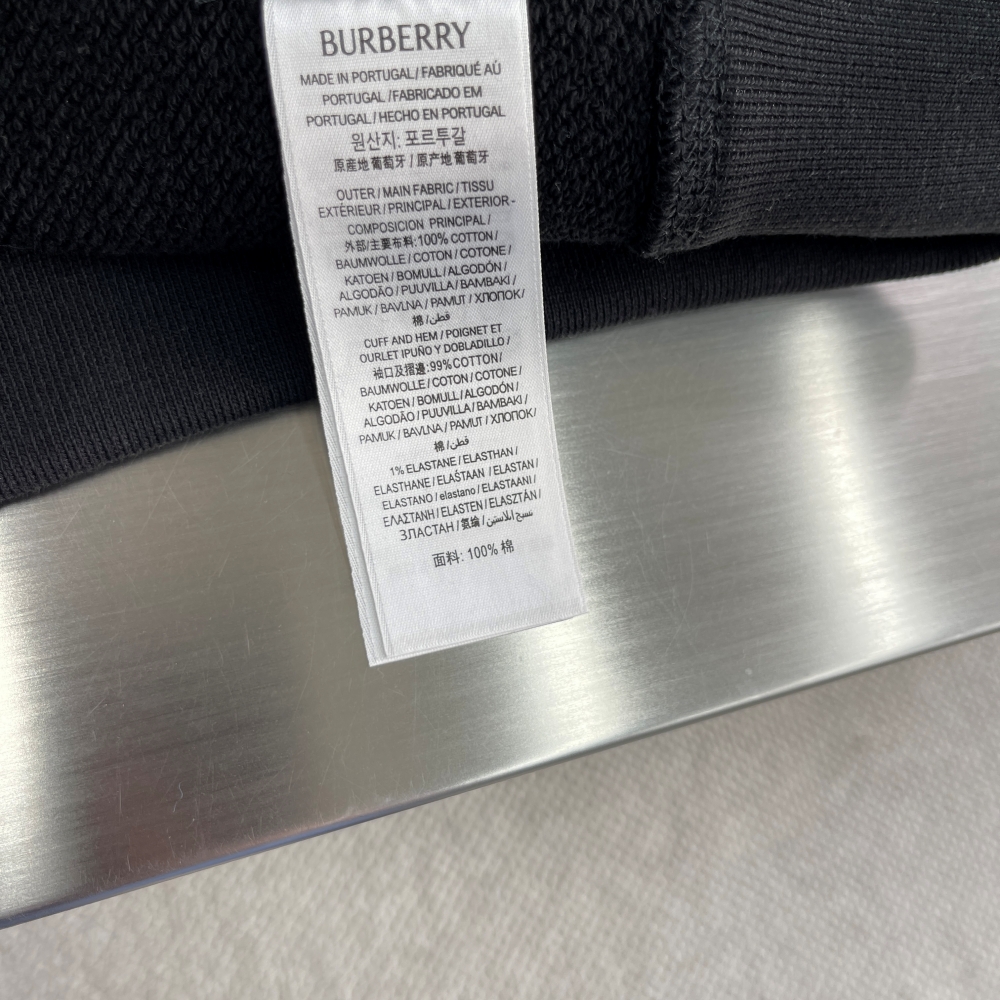 BURBERRY
MADE IN PORTUGAL / FABRIQUÉ AÚ
PORTUGAL / FABRICADO EM
PORTUGAL / HECHO EN PORTUGAL
원산지: 포르투갈
原産地 葡萄牙 / 原产地 葡萄牙
OUTER / MAIN FABRIC / TISSU
EXTÉRIEUR / PRINCIPAL / EXTERIOR -
COMPOSICION PRINCIPAL /
外部/主要布料:100% COTTON /
BAUMWOLLE / COTON / COTONE /
KATOEN / BOMULL / ALGODÓN /
ALGODÃO / PUUVILLA / BAMBAKI /
PAMUK / BAVLNA / PAMUT / ХЛОПОК/
棉 /قطن/
CUFF AND HEM / POIGNET ET
OURLET IPUÑO Y DOBLADILLO /
袖口及摺邊:99% COTTON/
BAUMWOLLE / COTON / COTONE /
KATOEN / BOMULL / ALGODÓN /
ALGODÃO / PUUVILLA / BAMBAKI /
PAMUK / BAVLNA / PAMUT / ХЛОПОК/
棉 /قطن/
1% ELASTANE / ELASTHAN /
ELASTHANE / ELAŚTAAN / ELASTAN /
ELASTANO / elastano / ELASTAANI /
ΕΛΑΣΤΑΝΗ / ELASTEN / ELASZTÁN /
ЭЛАСТАН / 氨綸 /
面料: 100% 棉